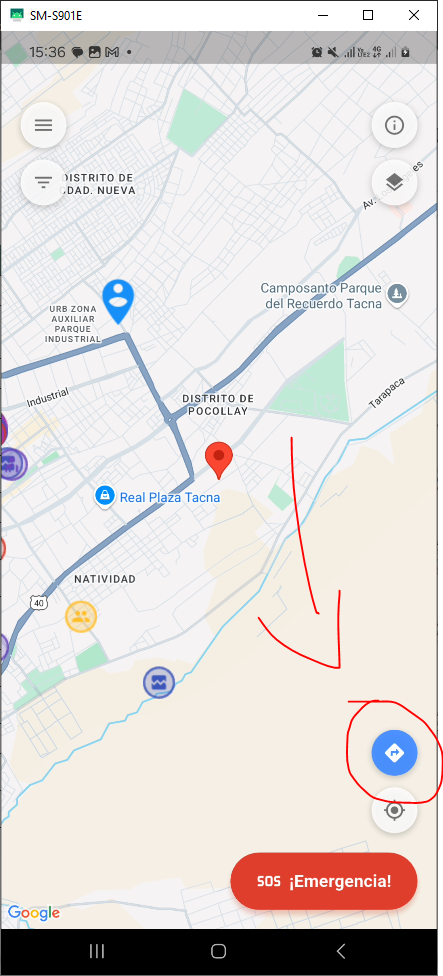 SM-S901E
15:36
DISTRITO DE
CDAD. NUEVA
Av.
es
Camposanto Parque
del Recuerdo Tacna
URB ZONA
AUXILIAR
PARQUE
INDUSTRIAL
Industrial
DISTRITO DE
POCOLLAY
Tarapaca
Real Plaza Tacna
NATIVIDAD
40
SOS ¡Emergencia!
Google